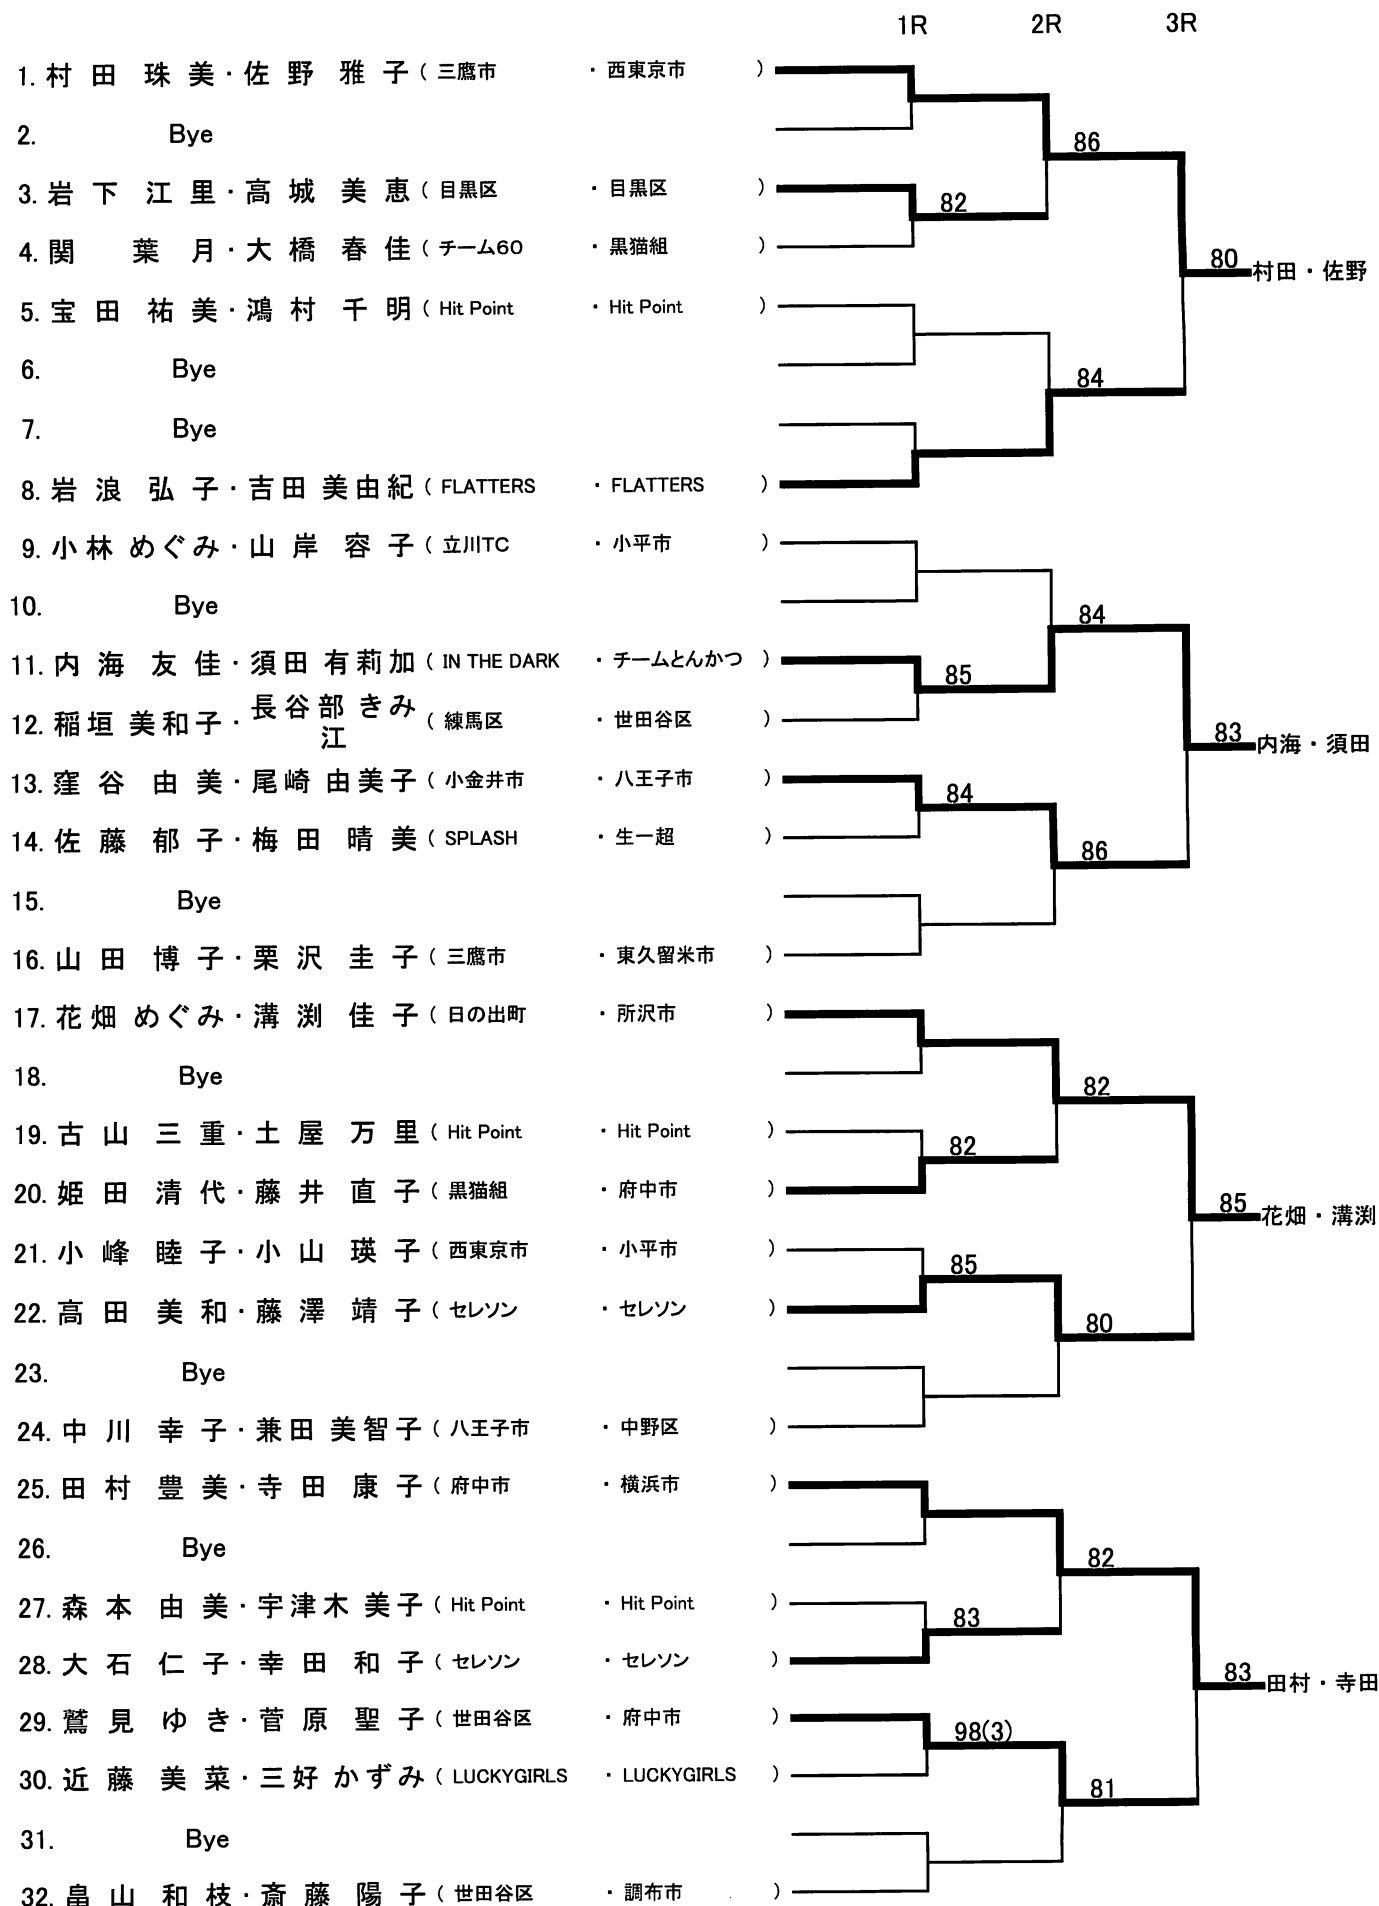 1R 2R 3R
1. 村田 珠美・佐野 雅子 ( 三鷹市 ・ 西東京市 )
2. Bye
86
3. 岩下 江里・高城 美恵 ( 目黒区 ・ 目黒区 )
82
4. 関 葉月・大橋 春佳 ( チーム60 ・ 黒猫組 )
80 村田・佐野
5. 宝田 祐美・鴻村 千明 ( Hit Point ・ Hit Point )
6. Bye
84
7. Bye
8. 岩浪 弘子・吉田 美由紀 ( FLATTERS ・ FLATTERS )
9. 小林 めぐみ・山岸 容子 ( 立川TC ・ 小平市 )
10. Bye
84
11. 内海 友佳・須田 有莉加 ( IN THE DARK ・ チームとんかつ )
85
12. 稲垣 美和子・長谷部 きみ江 ( 練馬区 ・ 世田谷区 )
83 内海・須田
13. 窪谷 由美・尾崎 由美子 ( 小金井市 ・ 八王子市 )
84
14. 佐藤 郁子・梅田 晴美 ( SPLASH ・ 生一超 )
86
15. Bye
16. 山田 博子・栗沢 圭子 ( 三鷹市 ・ 東久留米市 )
17. 花畑 めぐみ・溝渕 佳子 ( 日の出町 ・ 所沢市 )
18. Bye
82
19. 古山 三重・土屋 万里 ( Hit Point ・ Hit Point )
82
20. 姫田 清代・藤井 直子 ( 黒猫組 ・ 府中市 )
85 花畑・溝渕
21. 小峰 睦子・小山 瑛子 ( 西東京市 ・ 小平市 )
85
22. 高田 美和・藤澤 靖子 ( セレソン ・ セレソン )
80
23. Bye
24. 中川 幸子・兼田 美智子 ( 八王子市 ・ 中野区 )
25. 田村 豊美・寺田 康子 ( 府中市 ・ 横浜市 )
26. Bye
82
27. 森本 由美・宇津木 美子 ( Hit Point ・ Hit Point )
83
28. 大石 仁子・幸田 和子 ( セレソン ・ セレソン )
83 田村・寺田
29. 鷲見 ゆき・菅原 聖子 ( 世田谷区 ・ 府中市 )
98(3)
30. 近藤 美菜・三好 かずみ ( LUCKYGIRLS ・ LUCKYGIRLS )
81
31. Bye
32. 畠山 和枝・斎藤 陽子 ( 世田谷区 ・ 調布市 )